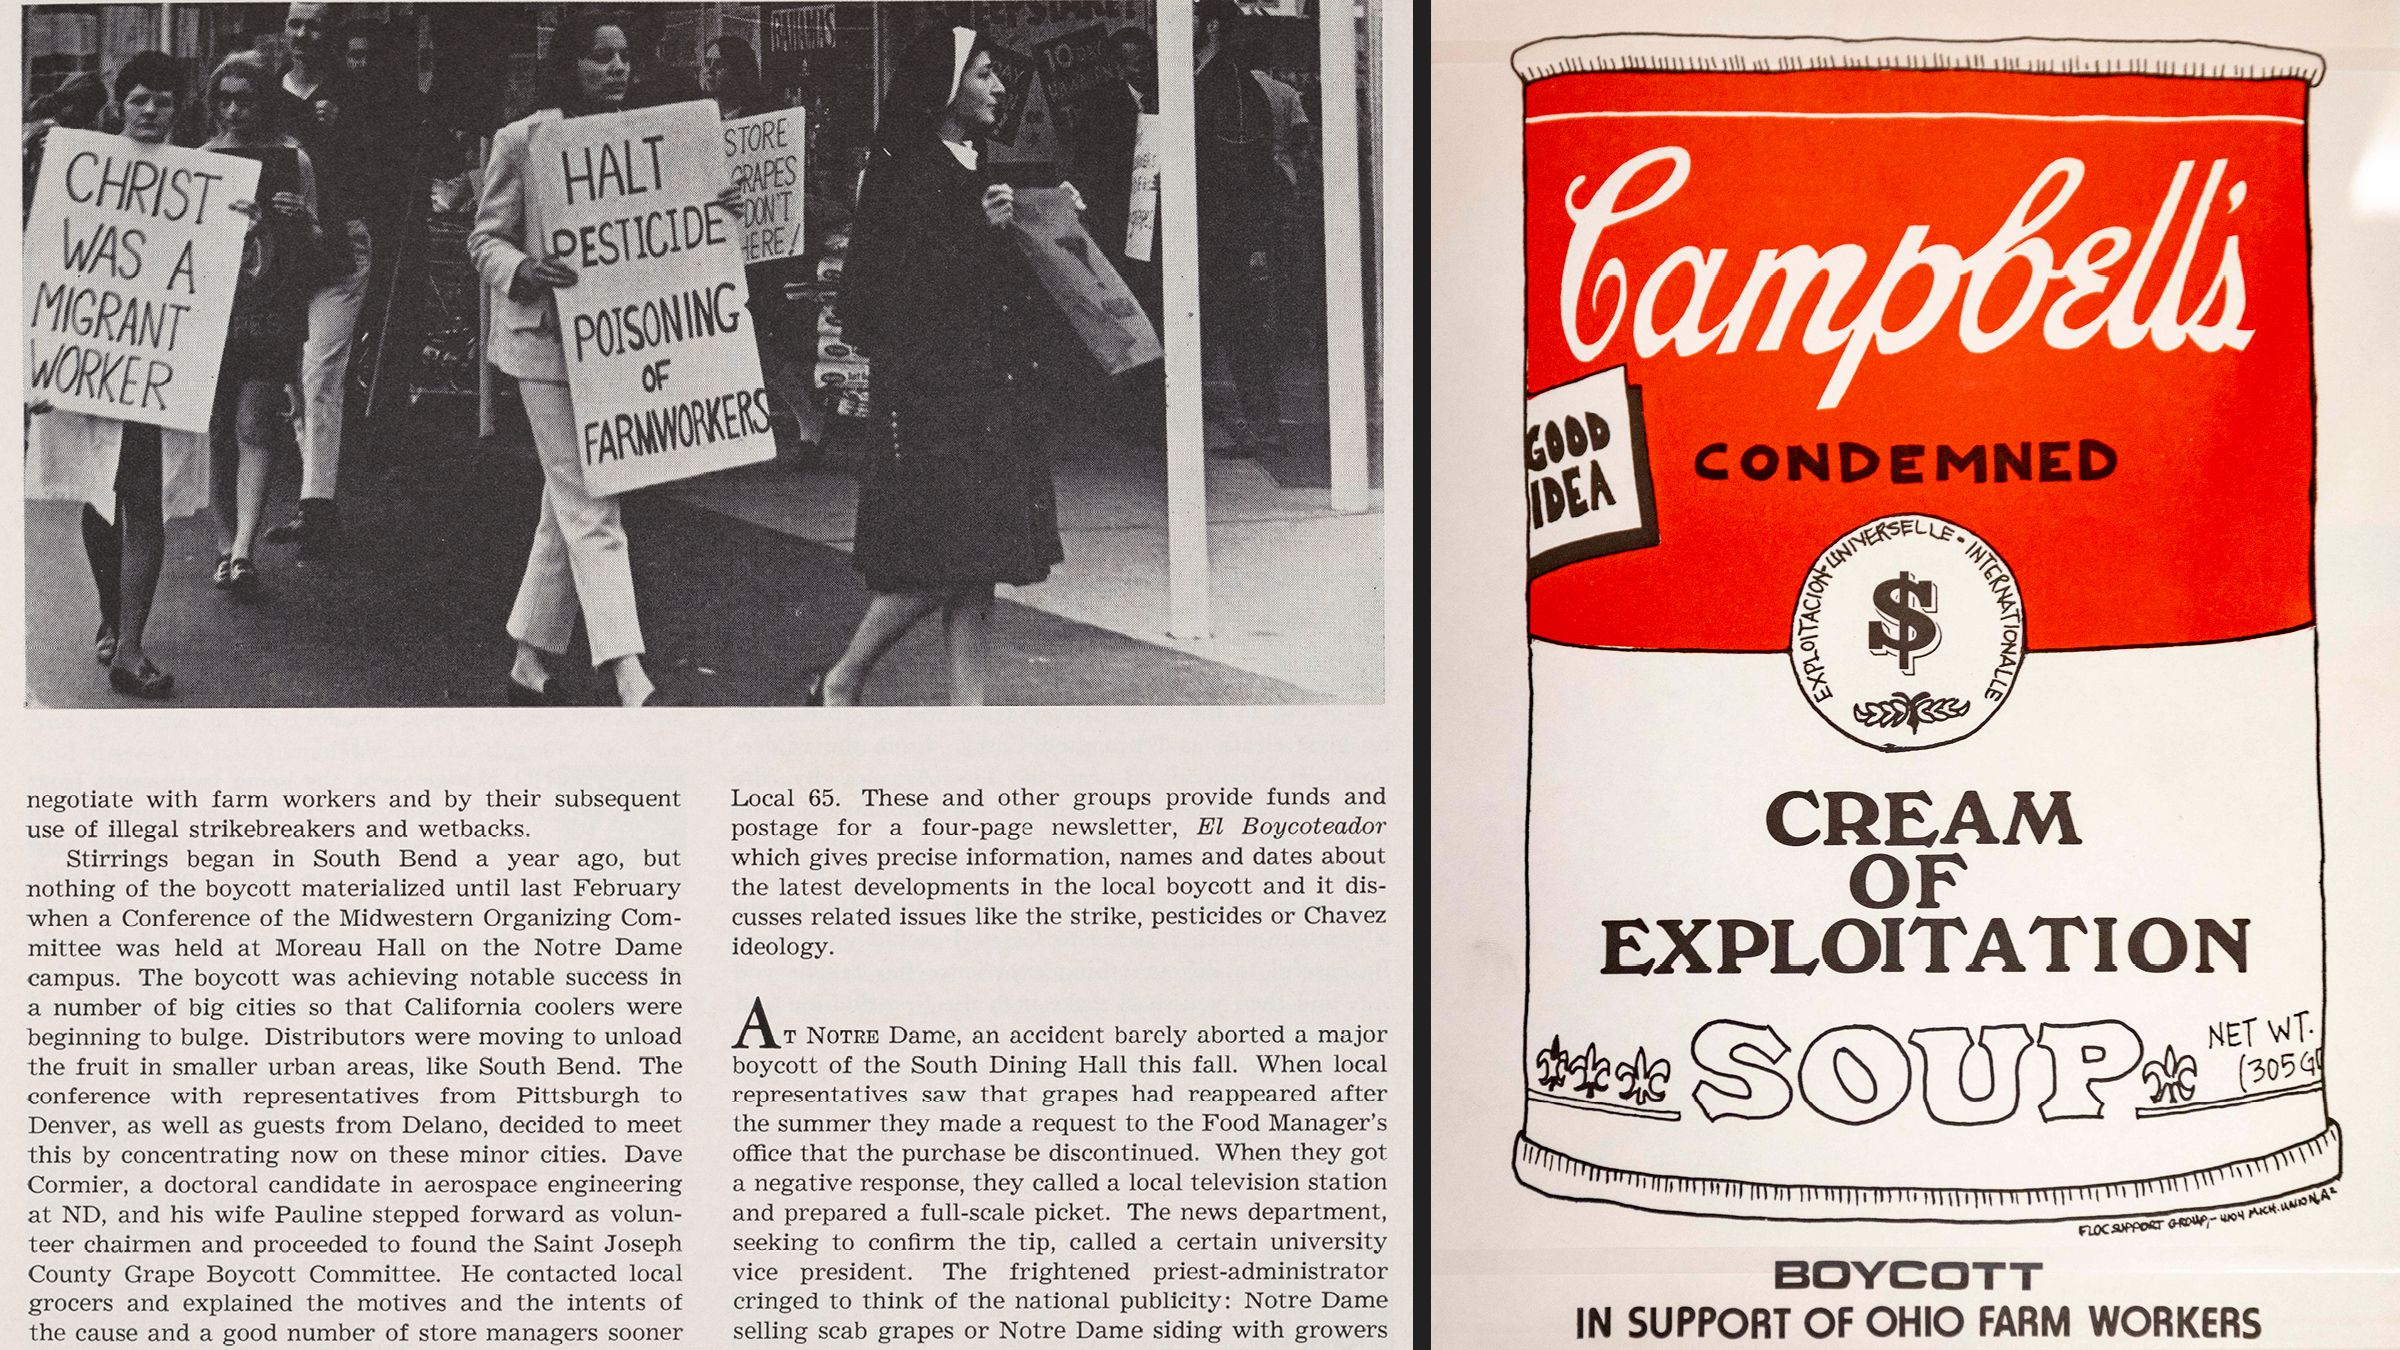 CHRIST
WAS A
MIGRANT
WORKER
HALT
PESTICIDE
POISONING
OF
FARMWORKERS
STORE
GRAPES
DON'T
HERE!
10 DAY
negotiate with farm workers and by their subsequent
use of illegal strikebreakers and wetbacks.
Stirrings began in South Bend a year ago, but
nothing of the boycott materialized until last February
when a Conference of the Midwestern Organizing Com-
mittee was held at Moreau Hall on the Notre Dame
campus. The boycott was achieving notable success in
a number of big cities so that California coolers were
beginning to bulge. Distributors were moving to unload
the fruit in smaller urban areas, like South Bend. The
conference with representatives from Pittsburgh to
Denver, as well as guests from Delano, decided to meet
this by concentrating now on these minor cities. Dave
Cormier, a doctoral candidate in aerospace engineering
at ND, and his wife Pauline stepped forward as volun-
teer chairmen and proceeded to found the Saint Joseph
County Grape Boycott Committee. He contacted local
grocers and explained the motives and the intents of
the cause and a good number of store managers sooner
Local 65. These and other groups provide funds and
postage for a four-page newsletter, El Boycoteador
which gives precise information, names and dates about
the latest developments in the local boycott and it dis-
cusses related issues like the strike, pesticides or Chavez
ideology.
AT NOTRE Dame, an accident barely aborted a major
boycott of the South Dining Hall this fall. When local
representatives saw that grapes had reappeared after
the summer they made a request to the Food Manager's
office that the purchase be discontinued. When they got
a negative response, they called a local television station
and prepared a full-scale picket. The news department,
seeking to confirm the tip, called a certain university
vice president. The frightened priest-administrator
cringed to think of the national publicity: Notre Dame
selling scab grapes or Notre Dame siding with growers
Campbell's
GOOD
IDEA
CONDEMNED
EXPLOITACION-UNIVERSELLE-INTERNATIONALLE
$
CREAM
OF
EXPLOITATION
SOUP
NET WT.
(305G
FLOC SUPPORT GROUP,- 4104 MICH. UNION, A²
BOYCOTT
IN SUPPORT OF OHIO FARM WORKERS